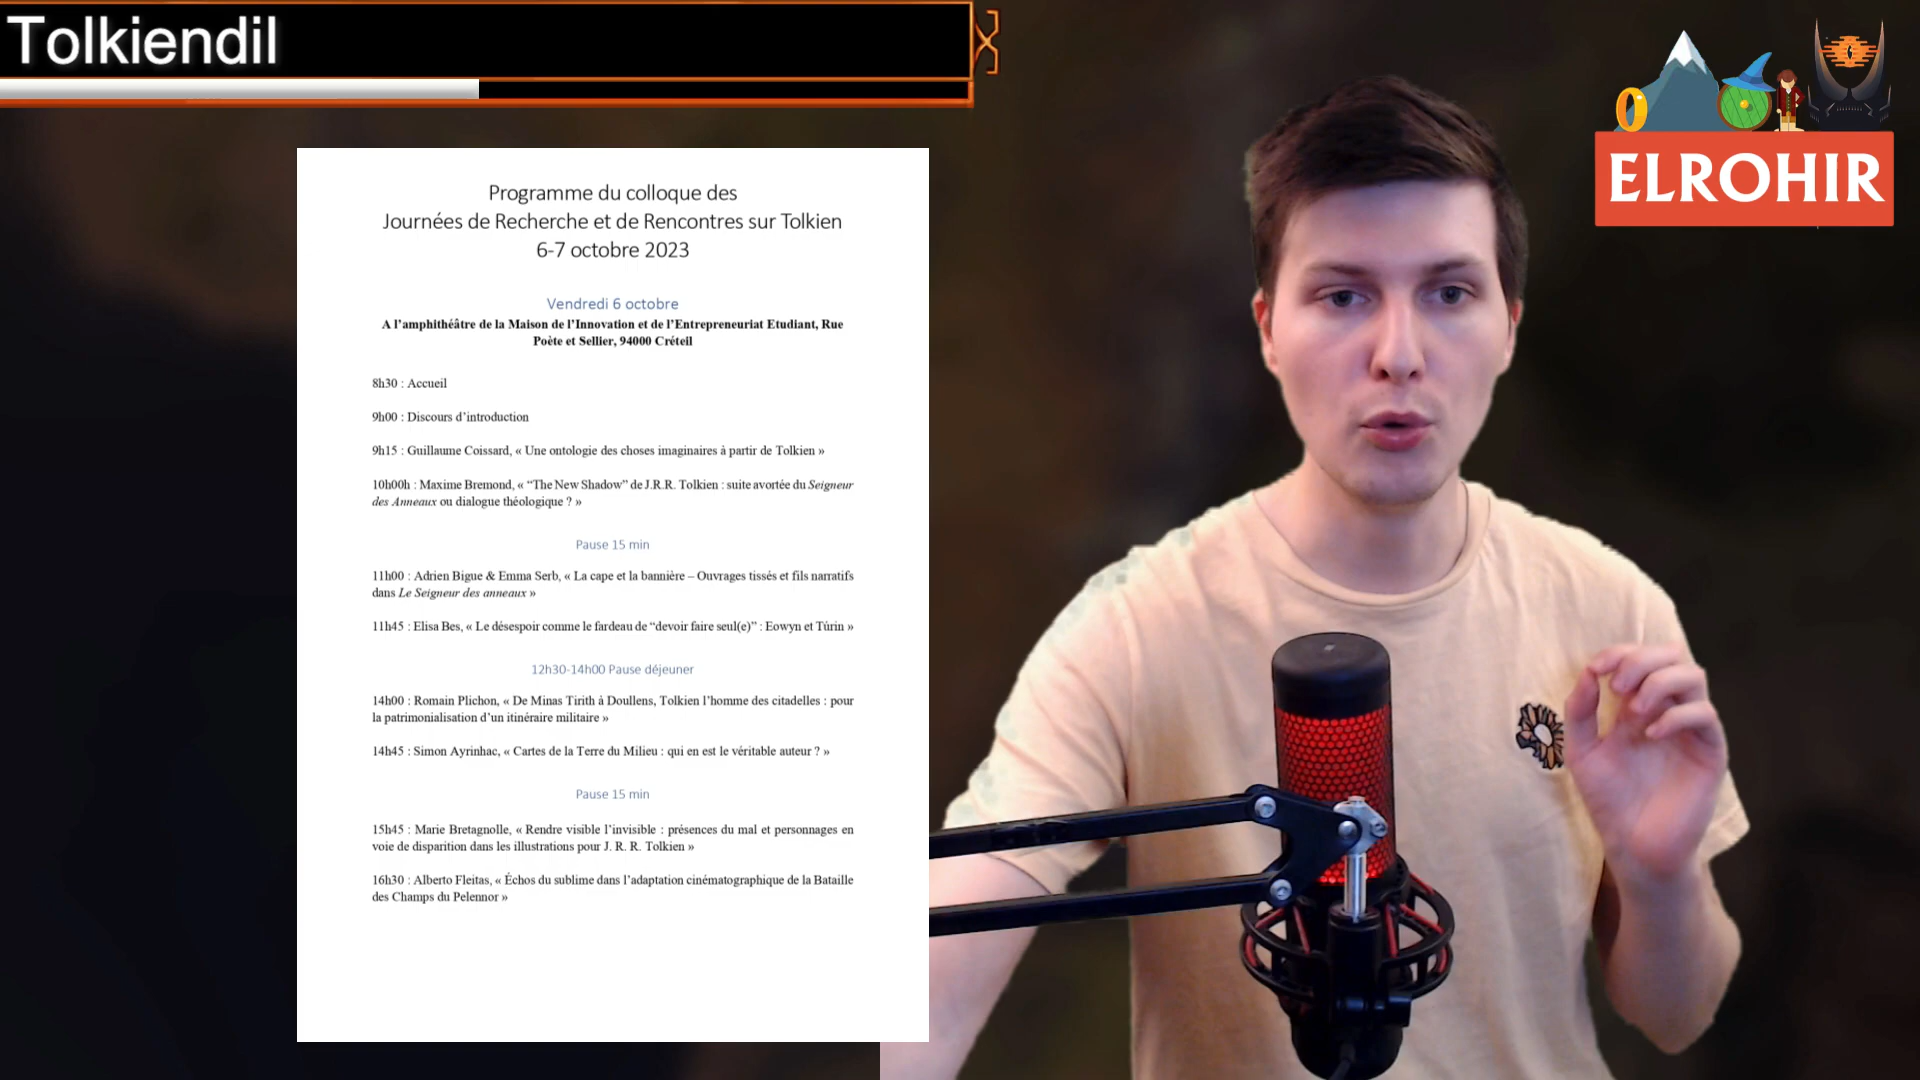 Tolkiendil
ELROHIR
Programme du colloque des
Journées de Recherche et de Rencontres sur Tolkien
6-7 octobre 2023
Vendredi 6 octobre
A l’amphithéâtre de la Maison de l’Innovation et de l’Entrepreneuriat Etudiant, Rue
Poète et Sellier, 94000 Créteil
8h30 : Accueil
9h00 : Discours d’introduction
9h15 : Guillaume Coissard, « Une ontologie des choses imaginaires à partir de Tolkien »
10h00h : Maxime Bremond, « “The New Shadow” de J.R.R. Tolkien : suite avortée du Seigneur
des Anneaux ou dialogue théologique ? »
Pause 15 min
11h00 : Adrien Bigue & Emma Serb, « La cape et la bannière – Ouvrages tissés et fils narratifs
dans Le Seigneur des anneaux »
11h45 : Elisa Bes, « Le désespoir comme le fardeau de “devoir faire seul(e)” : Eowyn et Túrin »
12h30-14h00 Pause déjeuner
14h00 : Romain Plichon, « De Minas Tirith à Doullens, Tolkien l’homme des citadelles : pour
la patrimonialisation d’un itinéraire militaire »
14h45 : Simon Ayrinhac, « Cartes de la Terre du Milieu : qui en est le véritable auteur ? »
Pause 15 min
15h45 : Marie Bretagnolle, « Rendre visible l’invisible : présences du mal et personnages en
voie de disparition dans les illustrations pour J. R. R. Tolkien »
16h30 : Alberto Fleitas, « Échos du sublime dans l’adaptation cinématographique de la Bataille
des Champs du Pelennor »